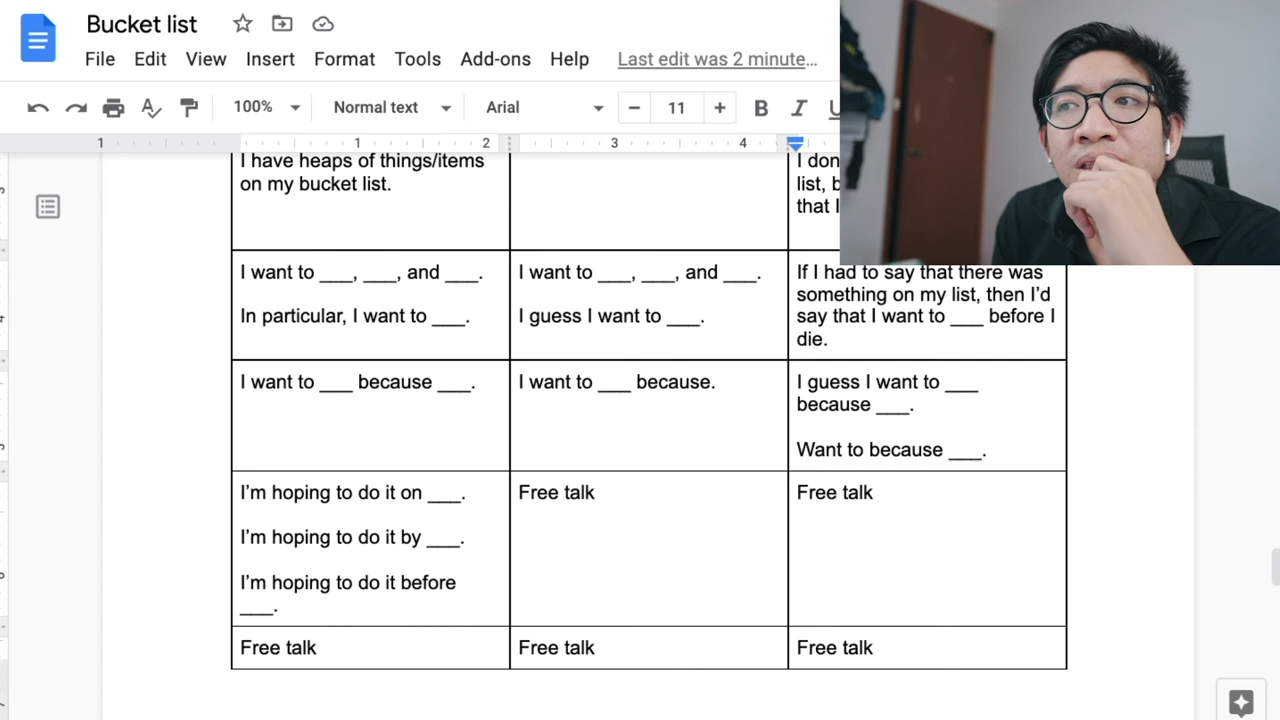 Bucket list
File Edit View Insert Format Tools Add-ons Help Last edit was 2 minute…
100% Normal text Arial − 11 + B I U
1 1 2 3 4
I have heaps of things/items
on my bucket list.
I don
list, b
that I
I want to ___, ___, and ___.
In particular, I want to ___.
I want to ___, ___, and ___.
I guess I want to ___.
If I had to say that there was
something on my list, then I'd
say that I want to ___ before I
die.
I want to ___ because ___.
I want to ___ because.
I guess I want to ___
because ___.
Want to because ___.
I'm hoping to do it on ___.
I'm hoping to do it by ___.
I'm hoping to do it before
___.
Free talk
Free talk
Free talk
Free talk
Free talk